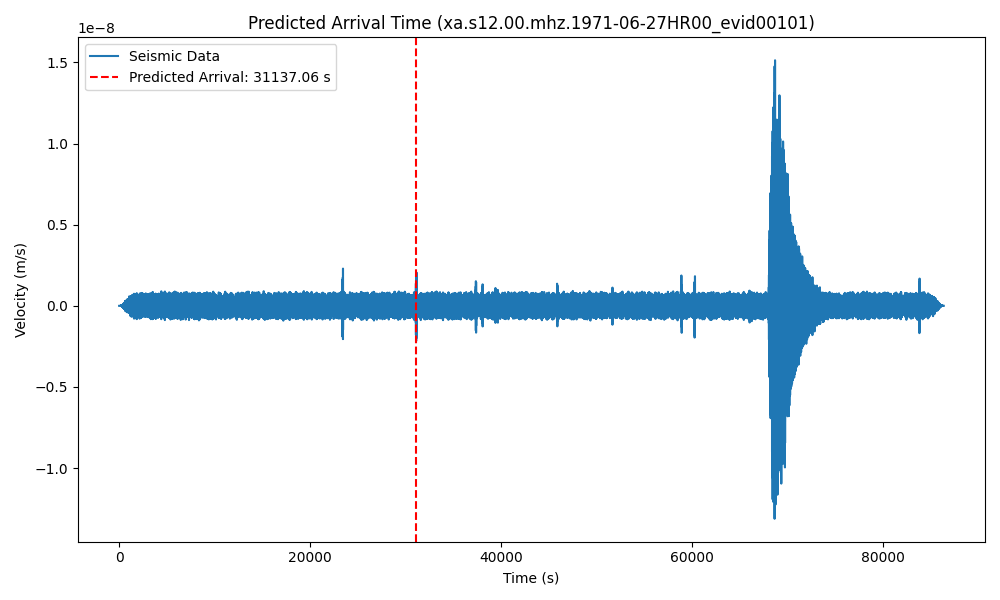 Predicted Arrival Time (xa.s12.00.mhz.1971-06-27HR00_evid00101)
1e−8
Seismic Data
Predicted Arrival: 31137.06 s
1.5
1.0
0.5
0.0
−0.5
−1.0
Velocity (m/s)
0 20000 40000 60000 80000
Time (s)